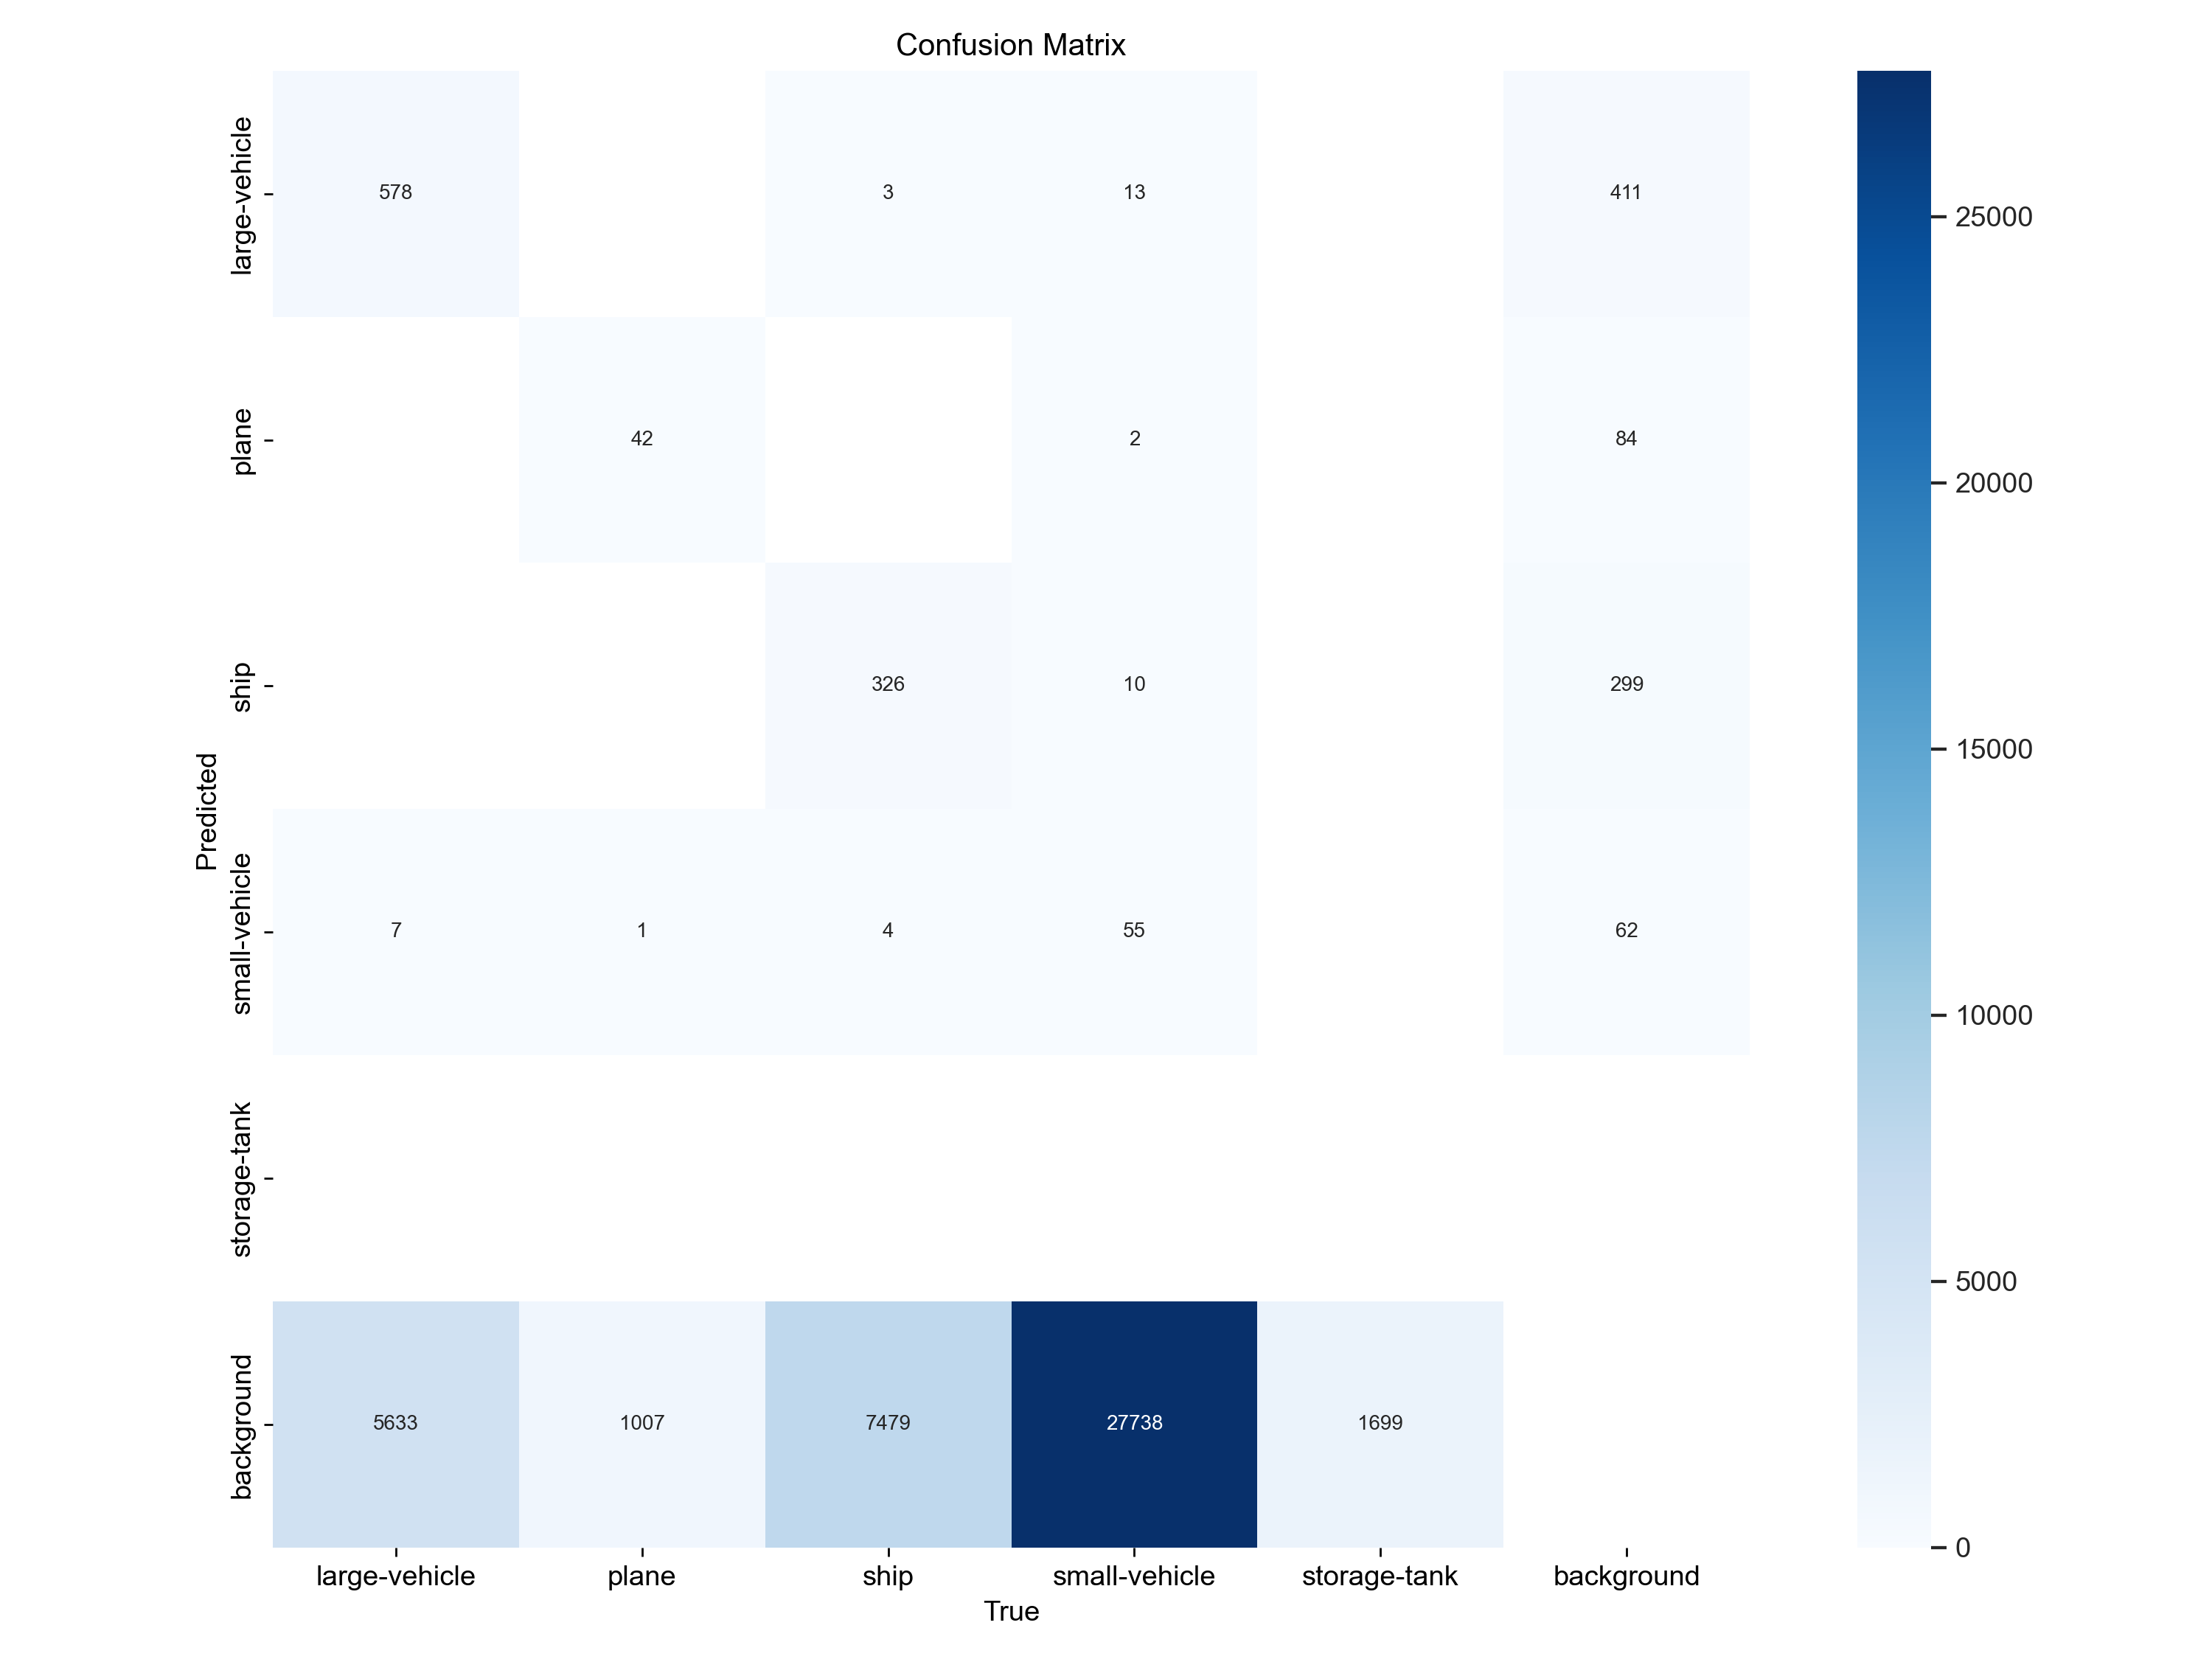 Confusion Matrix
large-vehicle
578
3
13
411
plane
42
2
84
ship
326
10
299
small-vehicle
7
1
4
55
62
storage-tank
background
5633
1007
7479
27738
1699
Predicted
large-vehicle
plane
ship
small-vehicle
storage-tank
background
True
25000
20000
15000
10000
5000
0